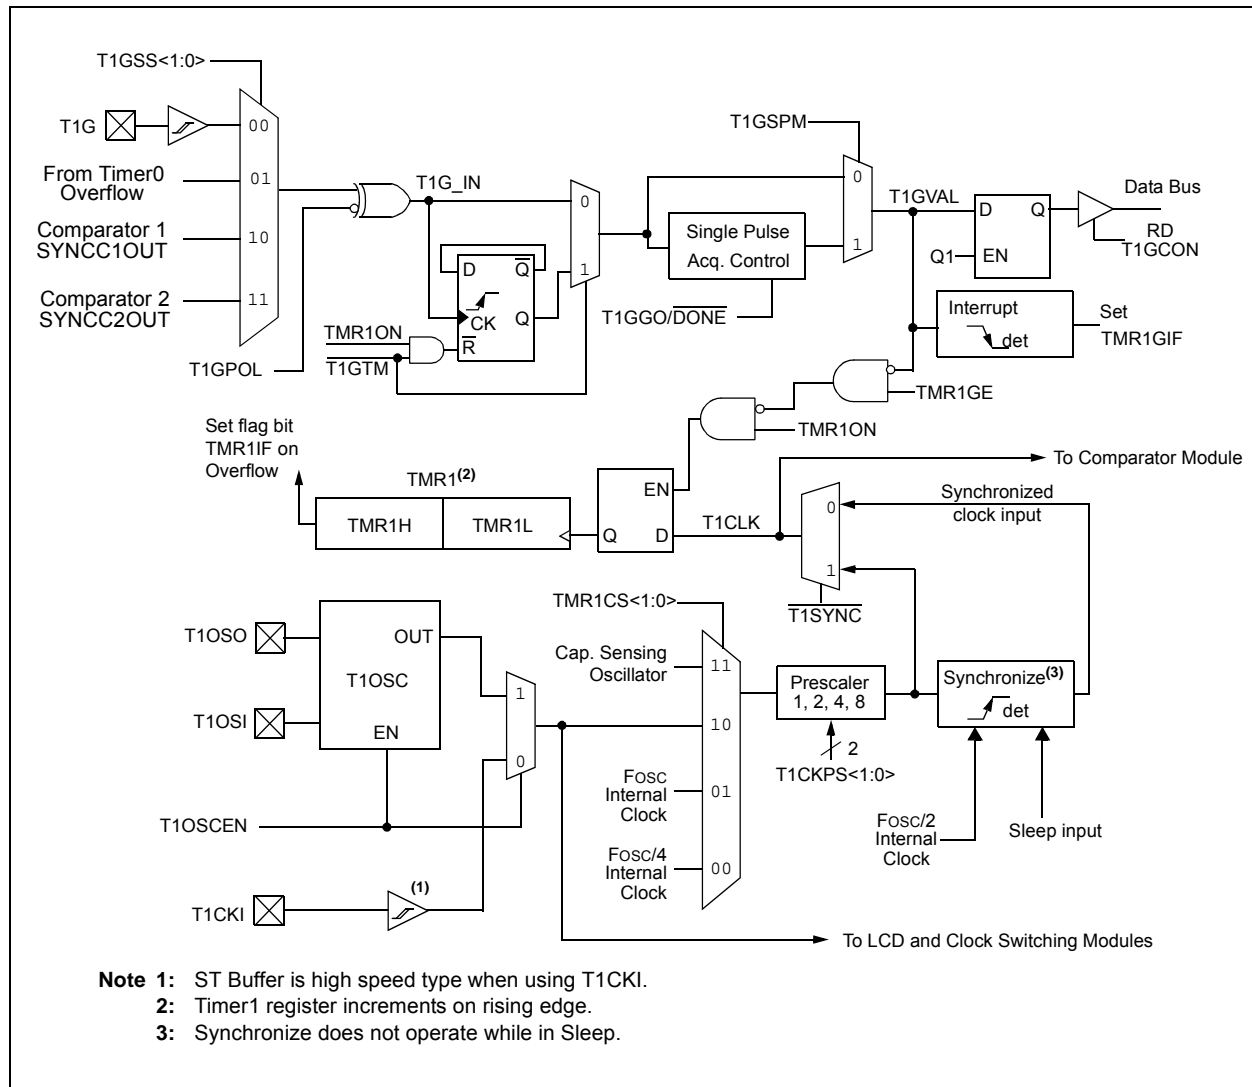 T1GSS<1:0>
T1G
00
From Timer0
Overflow
01
Comparator 1
SYNCC1OUT
10
Comparator 2
SYNCC2OUT
11
T1GPOL
T1G_IN
0
1
D
Q
CK
Q
R
TMR1ON
T1GTM
T1GSPM
0
1
Single Pulse
Acq. Control
T1GGO/DONE
T1GVAL
D
Q
Q1
EN
Data Bus
RD
T1GCON
Interrupt
det
Set
TMR1GIF
TMR1GE
TMR1ON
Set flag bit
TMR1IF on
Overflow
TMR1(2)
TMR1H
TMR1L
EN
Q
D
T1CLK
To Comparator Module
0
1
Synchronized
clock input
T1SYNC
TMR1CS<1:0>
T1OSO
OUT
T1OSC
T1OSI
EN
1
0
T1OSCEN
T1CKI
(1)
Cap. Sensing
Oscillator
11
10
FOSC
Internal
Clock
01
FOSC/4
Internal
Clock
00
Prescaler
1, 2, 4, 8
2
T1CKPS<1:0>
Synchronize(3)
det
FOSC/2
Internal
Clock
Sleep input
To LCD and Clock Switching Modules
Note 1: ST Buffer is high speed type when using T1CKI.
2: Timer1 register increments on rising edge.
3: Synchronize does not operate while in Sleep.